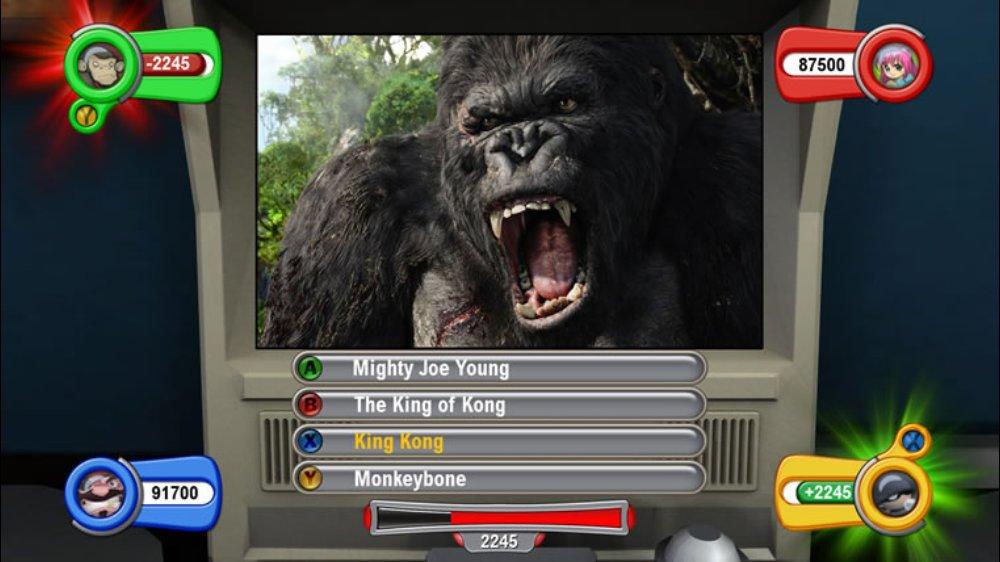 -2245
87500
Y
A Mighty Joe Young
B The King of Kong
X King Kong
Y Monkeybone
X
91700
+2245
2245